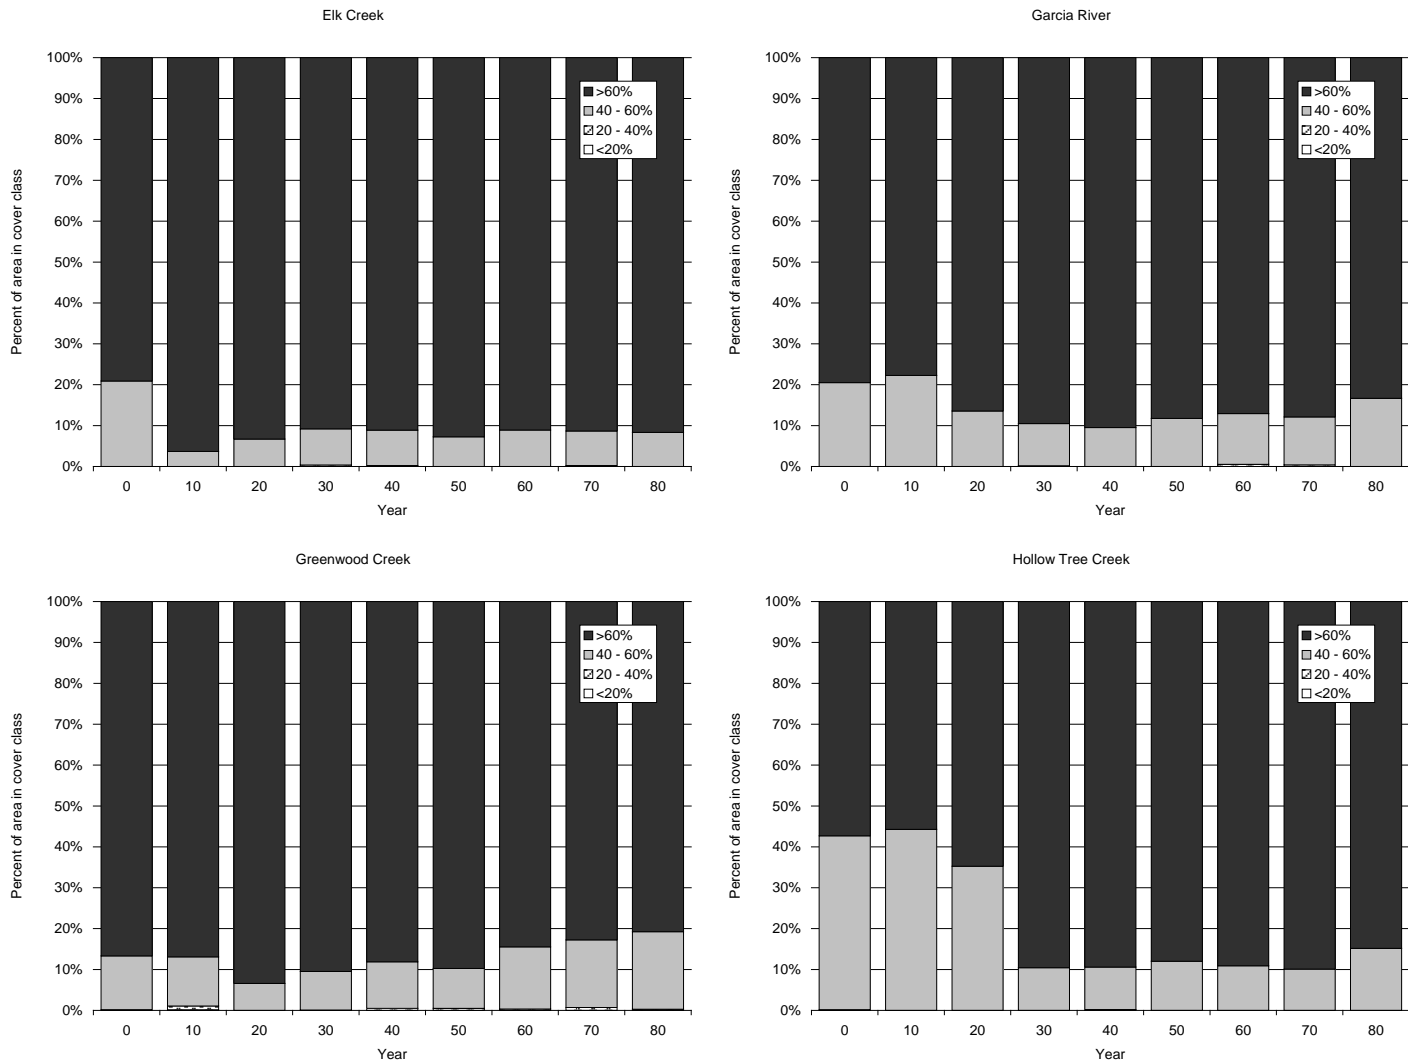 Elk Creek
100%
90%
80%
70%
60%
50%
40%
30%
20%
10%
0%
Percent of area in cover class
>60%
40 - 60%
20 - 40%
<20%
0 10 20 30 40 50 60 70 80
Year
Garcia River
100%
90%
80%
70%
60%
50%
40%
30%
20%
10%
0%
Percent of area in cover class
>60%
40 - 60%
20 - 40%
<20%
0 10 20 30 40 50 60 70 80
Year
Greenwood Creek
100%
90%
80%
70%
60%
50%
40%
30%
20%
10%
0%
Percent of area in cover class
>60%
40 - 60%
20 - 40%
<20%
0 10 20 30 40 50 60 70 80
Year
Hollow Tree Creek
100%
90%
80%
70%
60%
50%
40%
30%
20%
10%
0%
Percent of area in cover class
>60%
40 - 60%
20 - 40%
<20%
0 10 20 30 40 50 60 70 80
Year